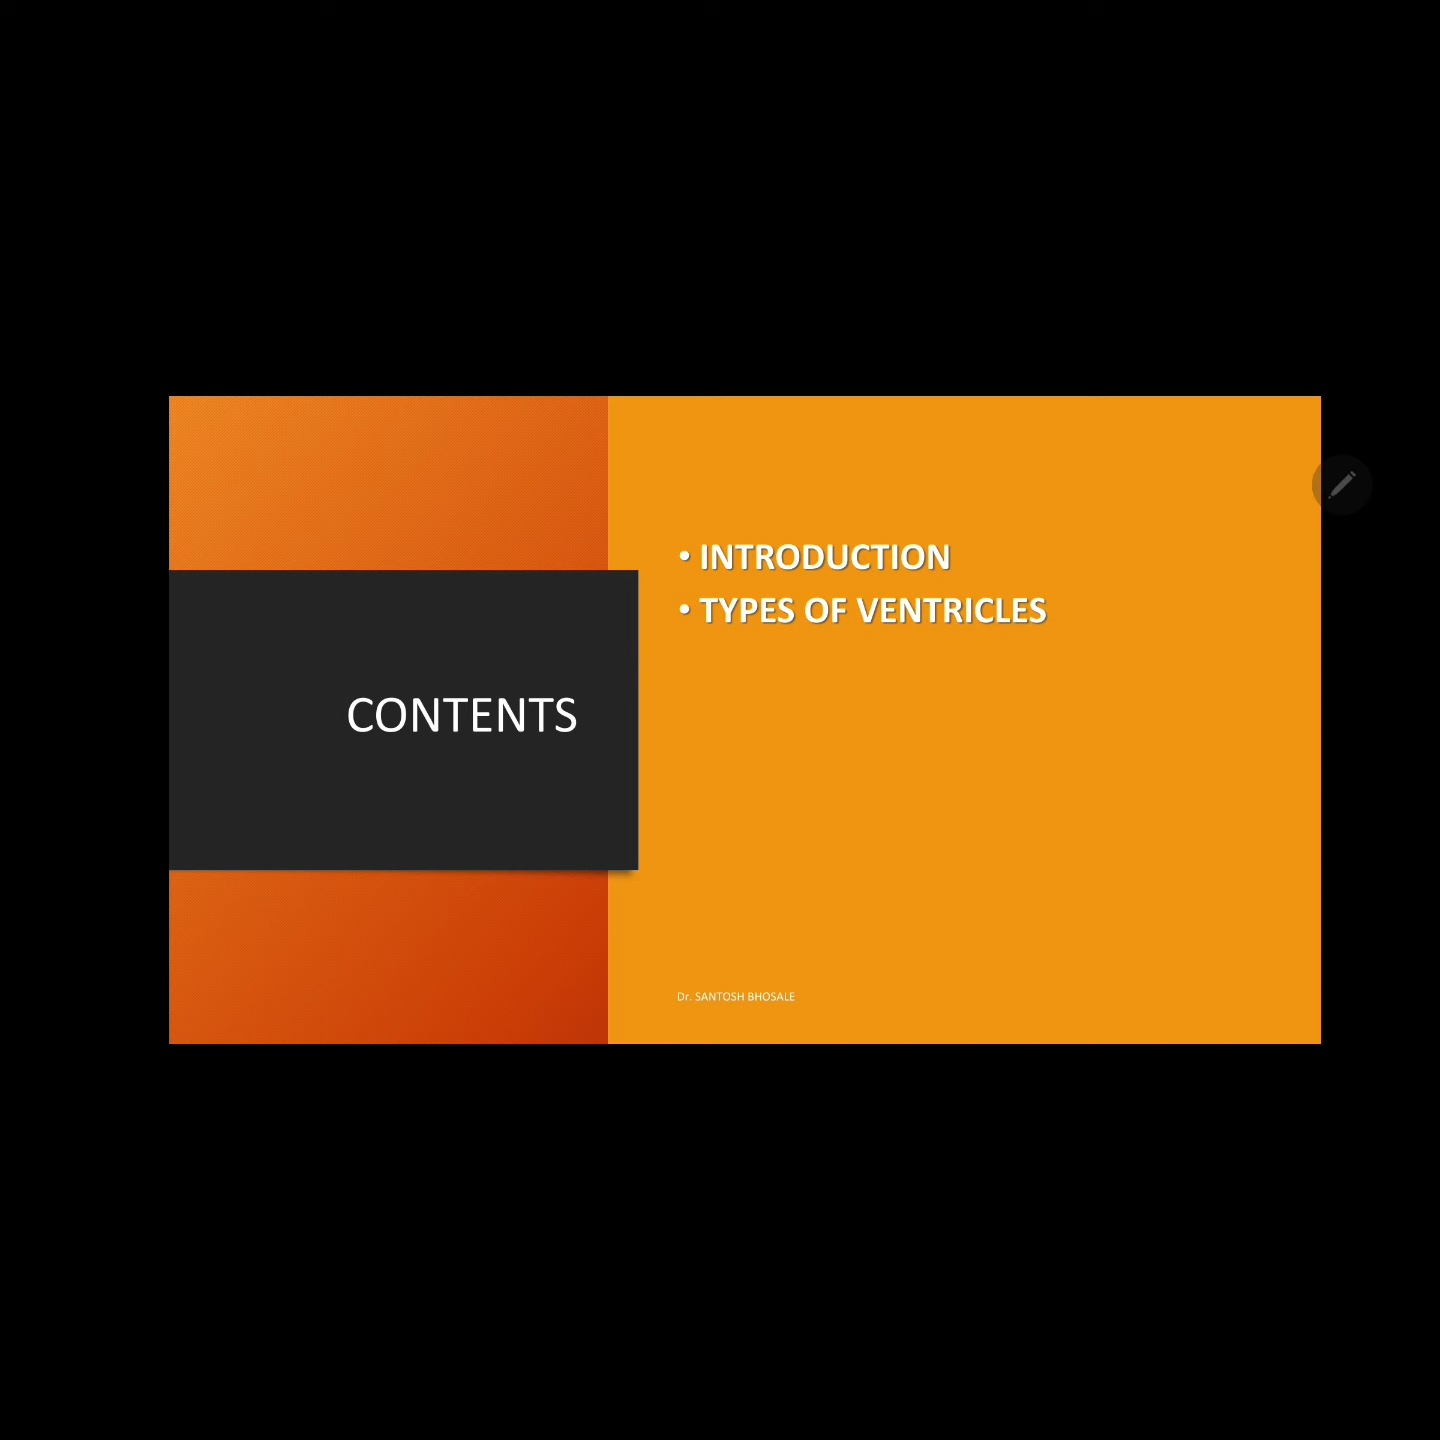 CONTENTS
• INTRODUCTION
• TYPES OF VENTRICLES
Dr. SANTOSH BHOSALE